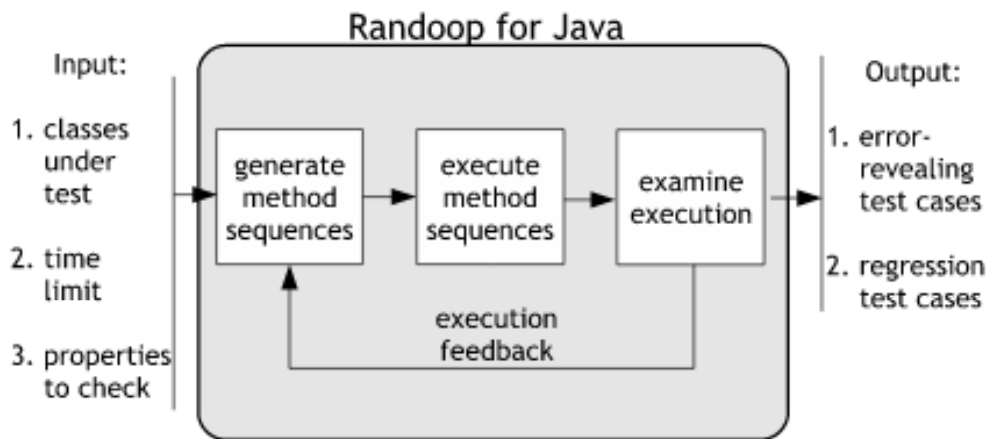 Randoop for Java
Input:
1. classes
under
test
2. time
limit
3. properties
to check
generate
method
sequences
execute
method
sequences
examine
execution
execution
feedback
Output:
1. error-
revealing
test cases
2. regression
test cases